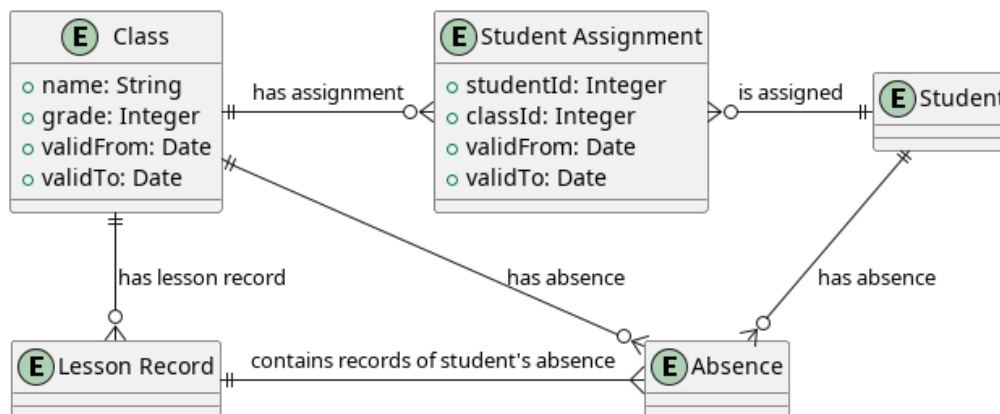 E Class
name: String
grade: Integer
validFrom: Date
validTo: Date
has assignment
E Student Assignment
studentId: Integer
classId: Integer
validFrom: Date
validTo: Date
is assigned
E Student
has lesson record
has absence
has absence
E Lesson Record
contains records of student's absence
E Absence